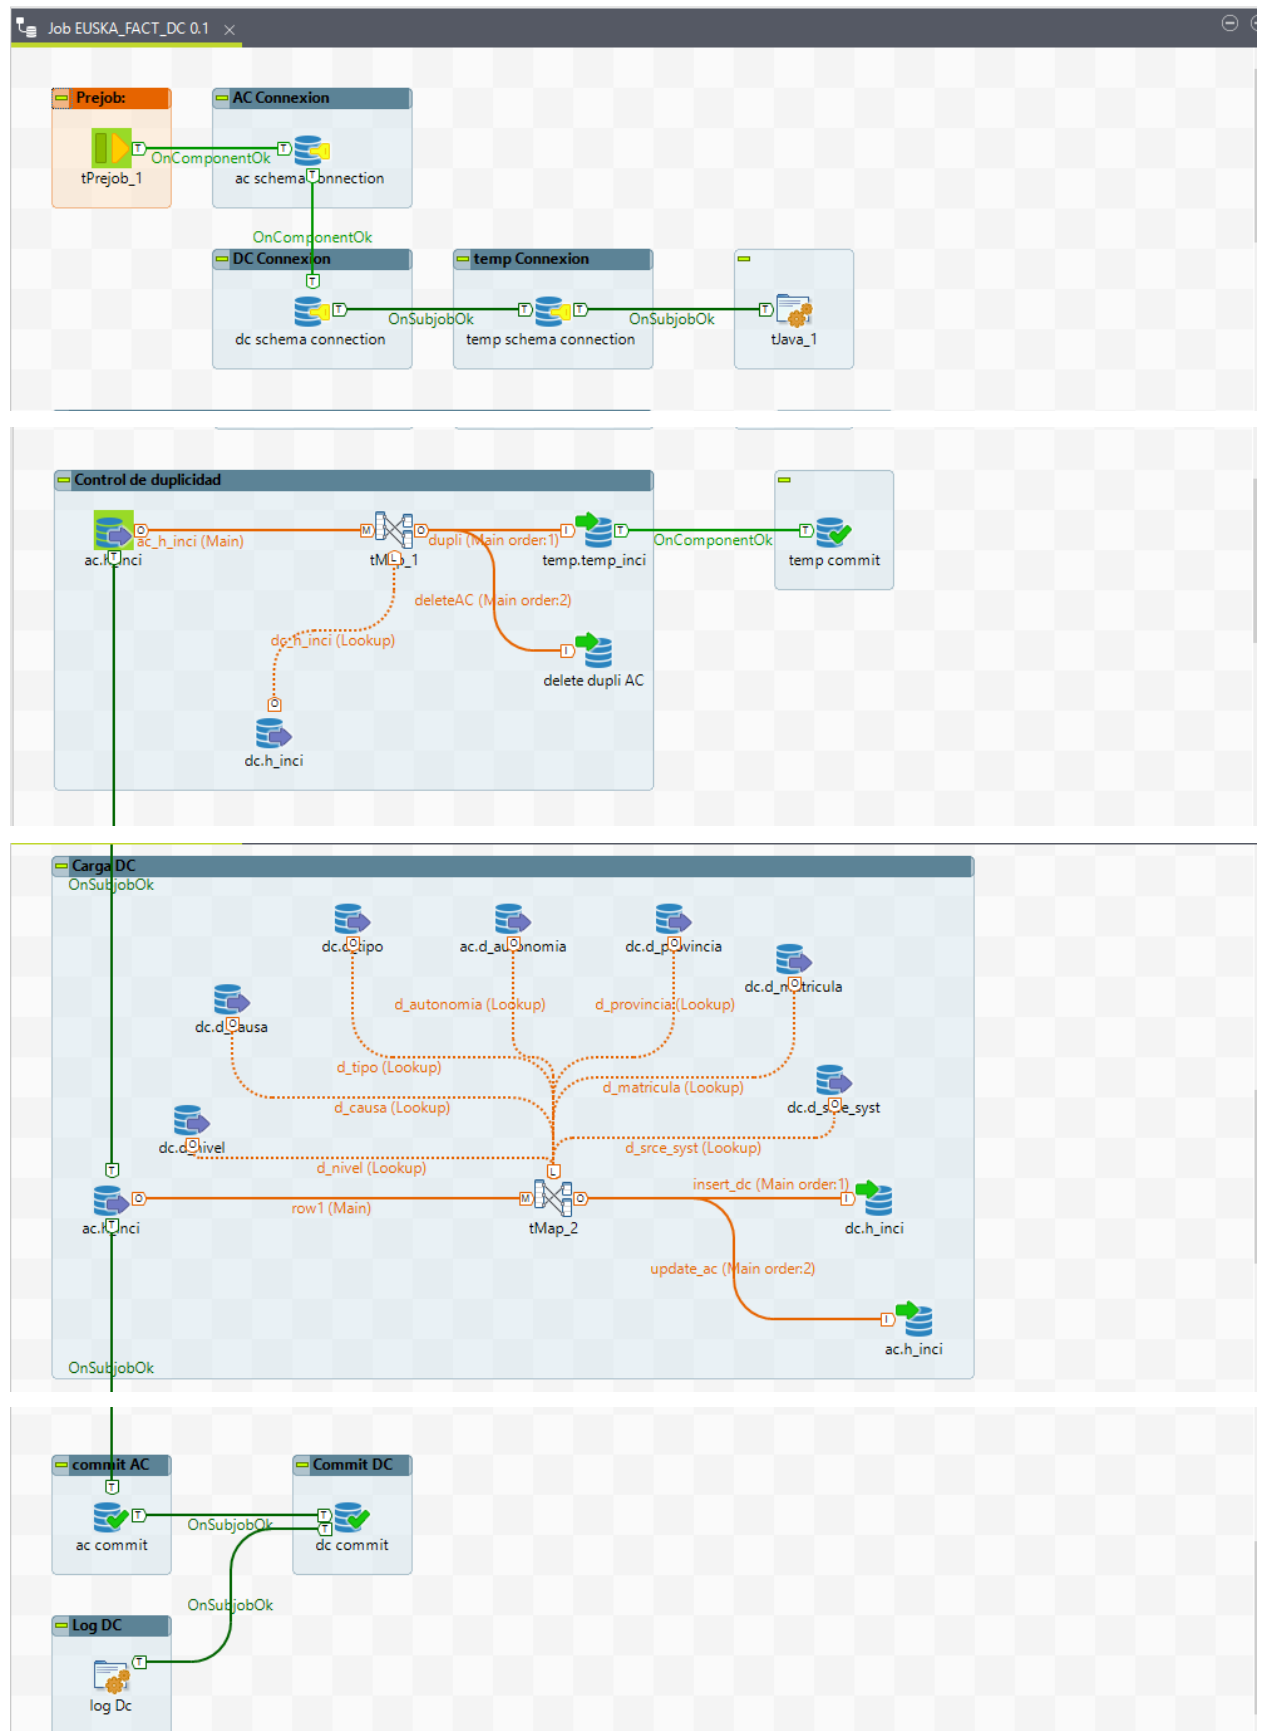 Job EUSKA_FACT_DC 0.1
Prejob:
AC Connexion
OnComponentOk
tPrejob_1
ac schema connection
OnComponentOk
DC Connexion
temp Connexion
OnSubjobOk
OnSubjobOk
dc schema connection
temp schema connection
tJava_1
Control de duplicidad
ac_h_inci (Main)
dupli (Main order:1)
OnComponentOk
ac.h_inci
tMap_1
temp.temp_inci
temp commit
deleteAC (Main order:2)
dc_h_inci (Lookup)
delete dupli AC
dc.h_inci
Carga DC
OnSubjobOk
dc.d_tipo
ac.d_autonomia
dc.d_provincia
dc.d_matricula
d_autonomia (Lookup)
d_provincia (Lookup)
dc.d_causa
d_tipo (Lookup)
d_matricula (Lookup)
d_causa (Lookup)
dc.d_srce_syst
dc.d_nivel
d_srce_syst (Lookup)
d_nivel (Lookup)
insert_dc (Main order:1)
row1 (Main)
ac.h_inci
tMap_2
dc.h_inci
update_ac (Main order:2)
ac.h_inci
OnSubjobOk
commit AC
Commit DC
OnSubjobOk
ac commit
dc commit
OnSubjobOk
Log DC
log Dc